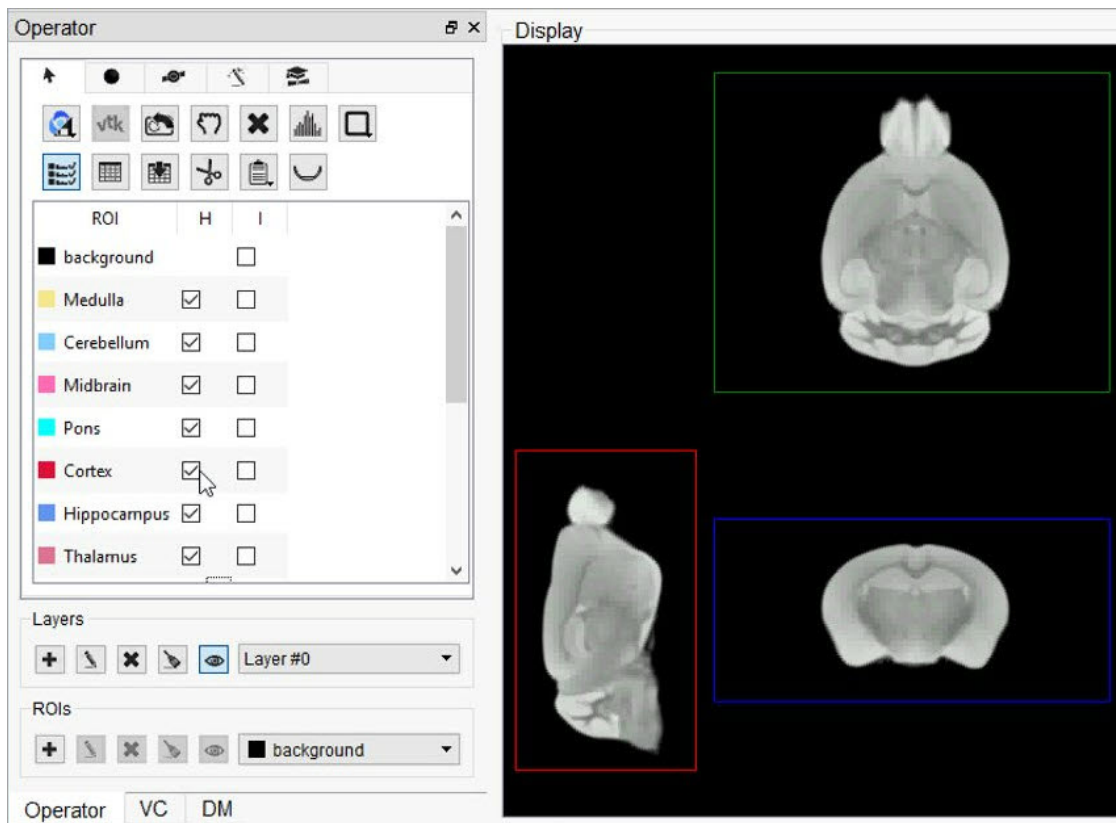 Operator
Display
vtk
ROI H I
background
Medulla
Cerebellum
Midbrain
Pons
Cortex
Hippocampus
Thalamus
Layers
Layer #0
ROIs
background
Operator VC DM